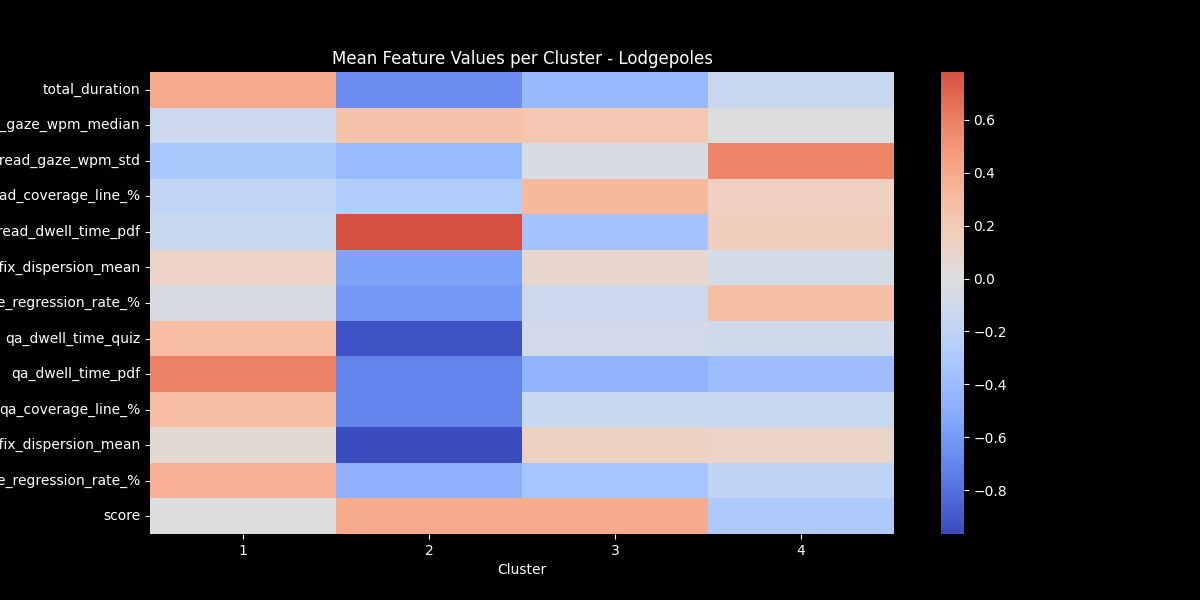 Mean Feature Values per Cluster - Lodgepoles
total_duration
_gaze_wpm_median
read_gaze_wpm_std
ad_coverage_line_%
read_dwell_time_pdf
fix_dispersion_mean
e_regression_rate_%
qa_dwell_time_quiz
qa_dwell_time_pdf
qa_coverage_line_%
fix_dispersion_mean
e_regression_rate_%
score
1 2 3 4
Cluster
0.6
0.4
0.2
0.0
−0.2
−0.4
−0.6
−0.8